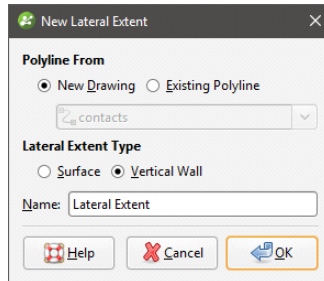 New Lateral Extent
Polyline From
New Drawing Existing Polyline
contacts
Lateral Extent Type
Surface Vertical Wall
Name: Lateral Extent
Help Cancel OK